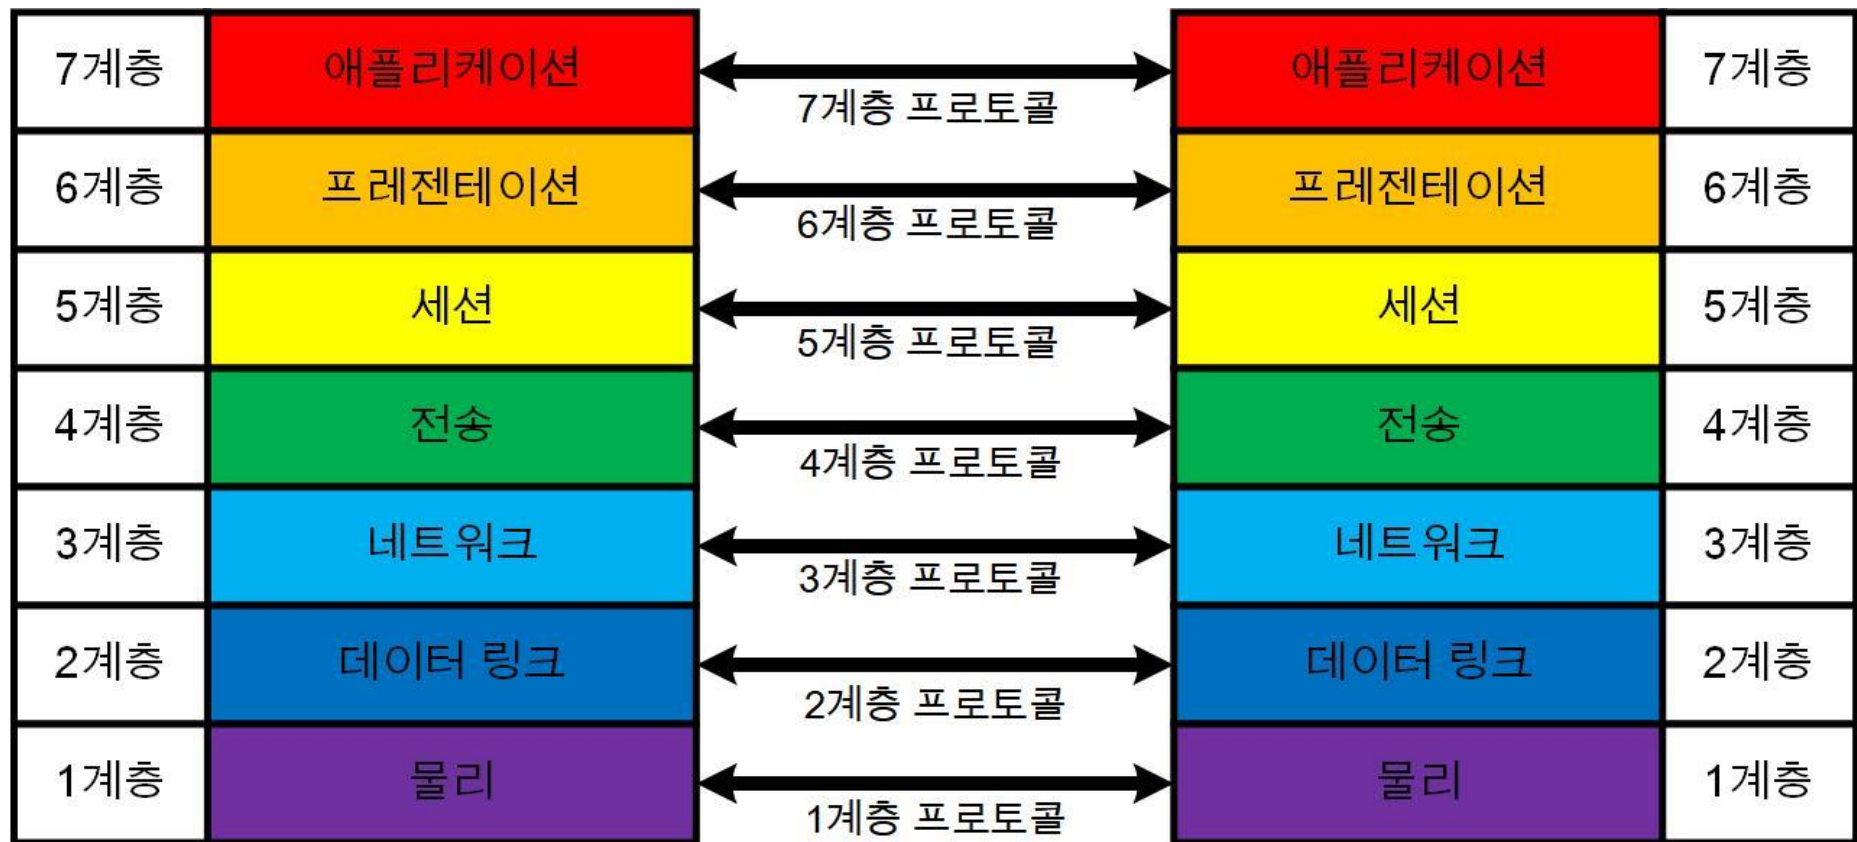 7계층 애플리케이션 애플리케이션 7계층
7계층 프로토콜
6계층 프레젠테이션 프레젠테이션 6계층
6계층 프로토콜
5계층 세션 세션 5계층
5계층 프로토콜
4계층 전송 전송 4계층
4계층 프로토콜
3계층 네트워크 네트워크 3계층
3계층 프로토콜
2계층 데이터 링크 데이터 링크 2계층
2계층 프로토콜
1계층 물리 물리 1계층
1계층 프로토콜